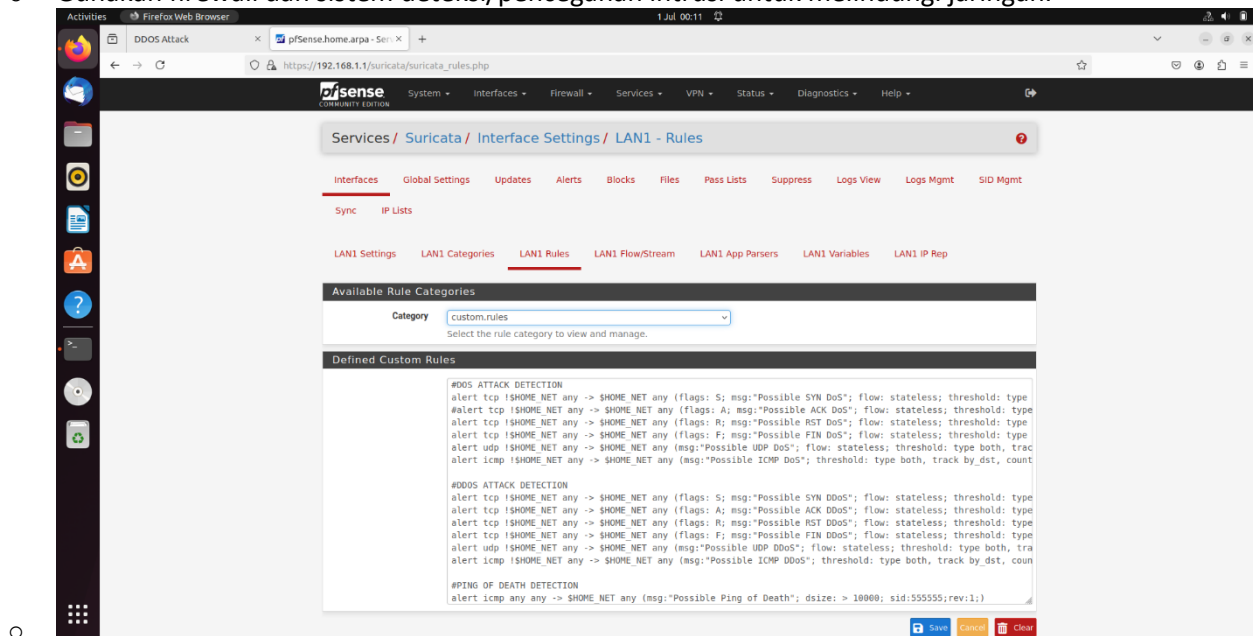 Gunakan firewall dan sistem deteksi/pencegahan intrusi untuk melindungi jaringan.
Activities Firefox Web Browser 1 Jul 00:11
DDOS Attack × pfSense.home.arpa - Serv × +
https://192.168.1.1/suricata/suricata_rules.php
pfsense COMMUNITY EDITION System Interfaces Firewall Services VPN Status Diagnostics Help
Services / Suricata / Interface Settings / LAN1 - Rules
Interfaces Global Settings Updates Alerts Blocks Files Pass Lists Suppress Logs View Logs Mgmt SID Mgmt
Sync IP Lists
LAN1 Settings LAN1 Categories LAN1 Rules LAN1 Flow/Stream LAN1 App Parsers LAN1 Variables LAN1 IP Rep
Available Rule Categories
Category custom.rules
Select the rule category to view and manage.
Defined Custom Rules
#DOS ATTACK DETECTION
alert tcp !$HOME_NET any -> $HOME_NET any (flags: S; msg:"Possible SYN DoS"; flow: stateless; threshold: type
#alert tcp !$HOME_NET any -> $HOME_NET any (flags: A; msg:"Possible ACK DoS"; flow: stateless; threshold: type
alert tcp !$HOME_NET any -> $HOME_NET any (flags: R; msg:"Possible RST DoS"; flow: stateless; threshold: type
alert tcp !$HOME_NET any -> $HOME_NET any (flags: F; msg:"Possible FIN DoS"; flow: stateless; threshold: type
alert udp !$HOME_NET any -> $HOME_NET any (msg:"Possible UDP DoS"; flow: stateless; threshold: type both, trac
alert icmp !$HOME_NET any -> $HOME_NET any (msg:"Possible ICMP DoS"; threshold: type both, track by_dst, count
#DDOS ATTACK DETECTION
alert tcp !$HOME_NET any -> $HOME_NET any (flags: S; msg:"Possible SYN DDoS"; flow: stateless; threshold: type
alert tcp !$HOME_NET any -> $HOME_NET any (flags: A; msg:"Possible ACK DDoS"; flow: stateless; threshold: type
alert tcp !$HOME_NET any -> $HOME_NET any (flags: R; msg:"Possible RST DDoS"; flow: stateless; threshold: type
alert tcp !$HOME_NET any -> $HOME_NET any (flags: F; msg:"Possible FIN DDoS"; flow: stateless; threshold: type
alert udp !$HOME_NET any -> $HOME_NET any (msg:"Possible UDP DDoS"; flow: stateless; threshold: type both, tra
alert icmp !$HOME_NET any -> $HOME_NET any (msg:"Possible ICMP DDoS"; threshold: type both, track by_dst, coun
#PING OF DEATH DETECTION
alert icmp any any -> $HOME_NET any (msg:"Possible Ping of Death"; dsize: > 10000; sid:555555;rev:1;)
Save Cancel Clear